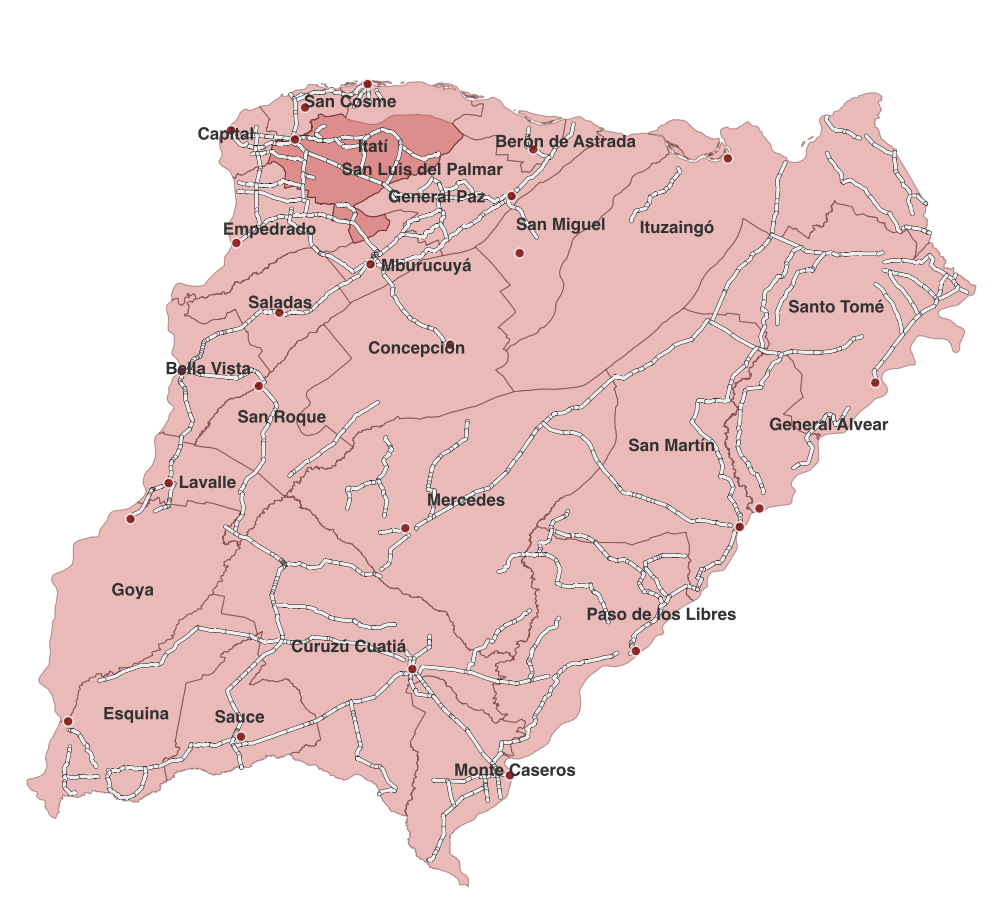 San Cosme
Capital
Berón de Astrada
Itatí
San Luis del Palmar
General Paz
San Miguel
Ituzaingó
Empedrado
Mburucuyá
Saladas
Santo Tomé
Concepción
Bella Vista
San Roque
General Alvear
San Martín
Lavalle
Mercedes
Goya
Paso de los Libres
Curuzú Cuatiá
Esquina
Sauce
Monte Caseros